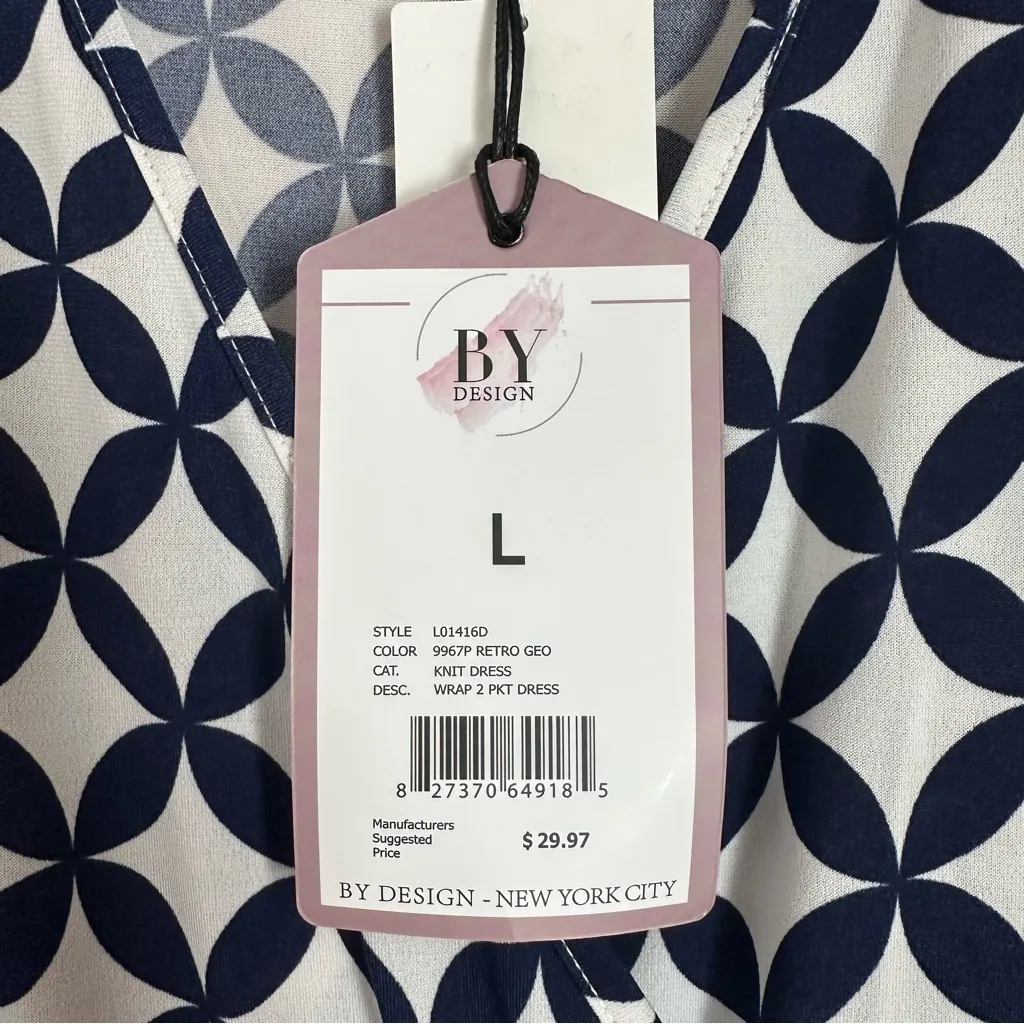 BY
DESIGN
L
STYLE L01416D
COLOR 9967P RETRO GEO
CAT. KNIT DRESS
DESC. WRAP 2 PKT DRESS
8 27370 64918 5
Manufacturers
Suggested
Price
$ 29.97
BY DESIGN - NEW YORK CITY